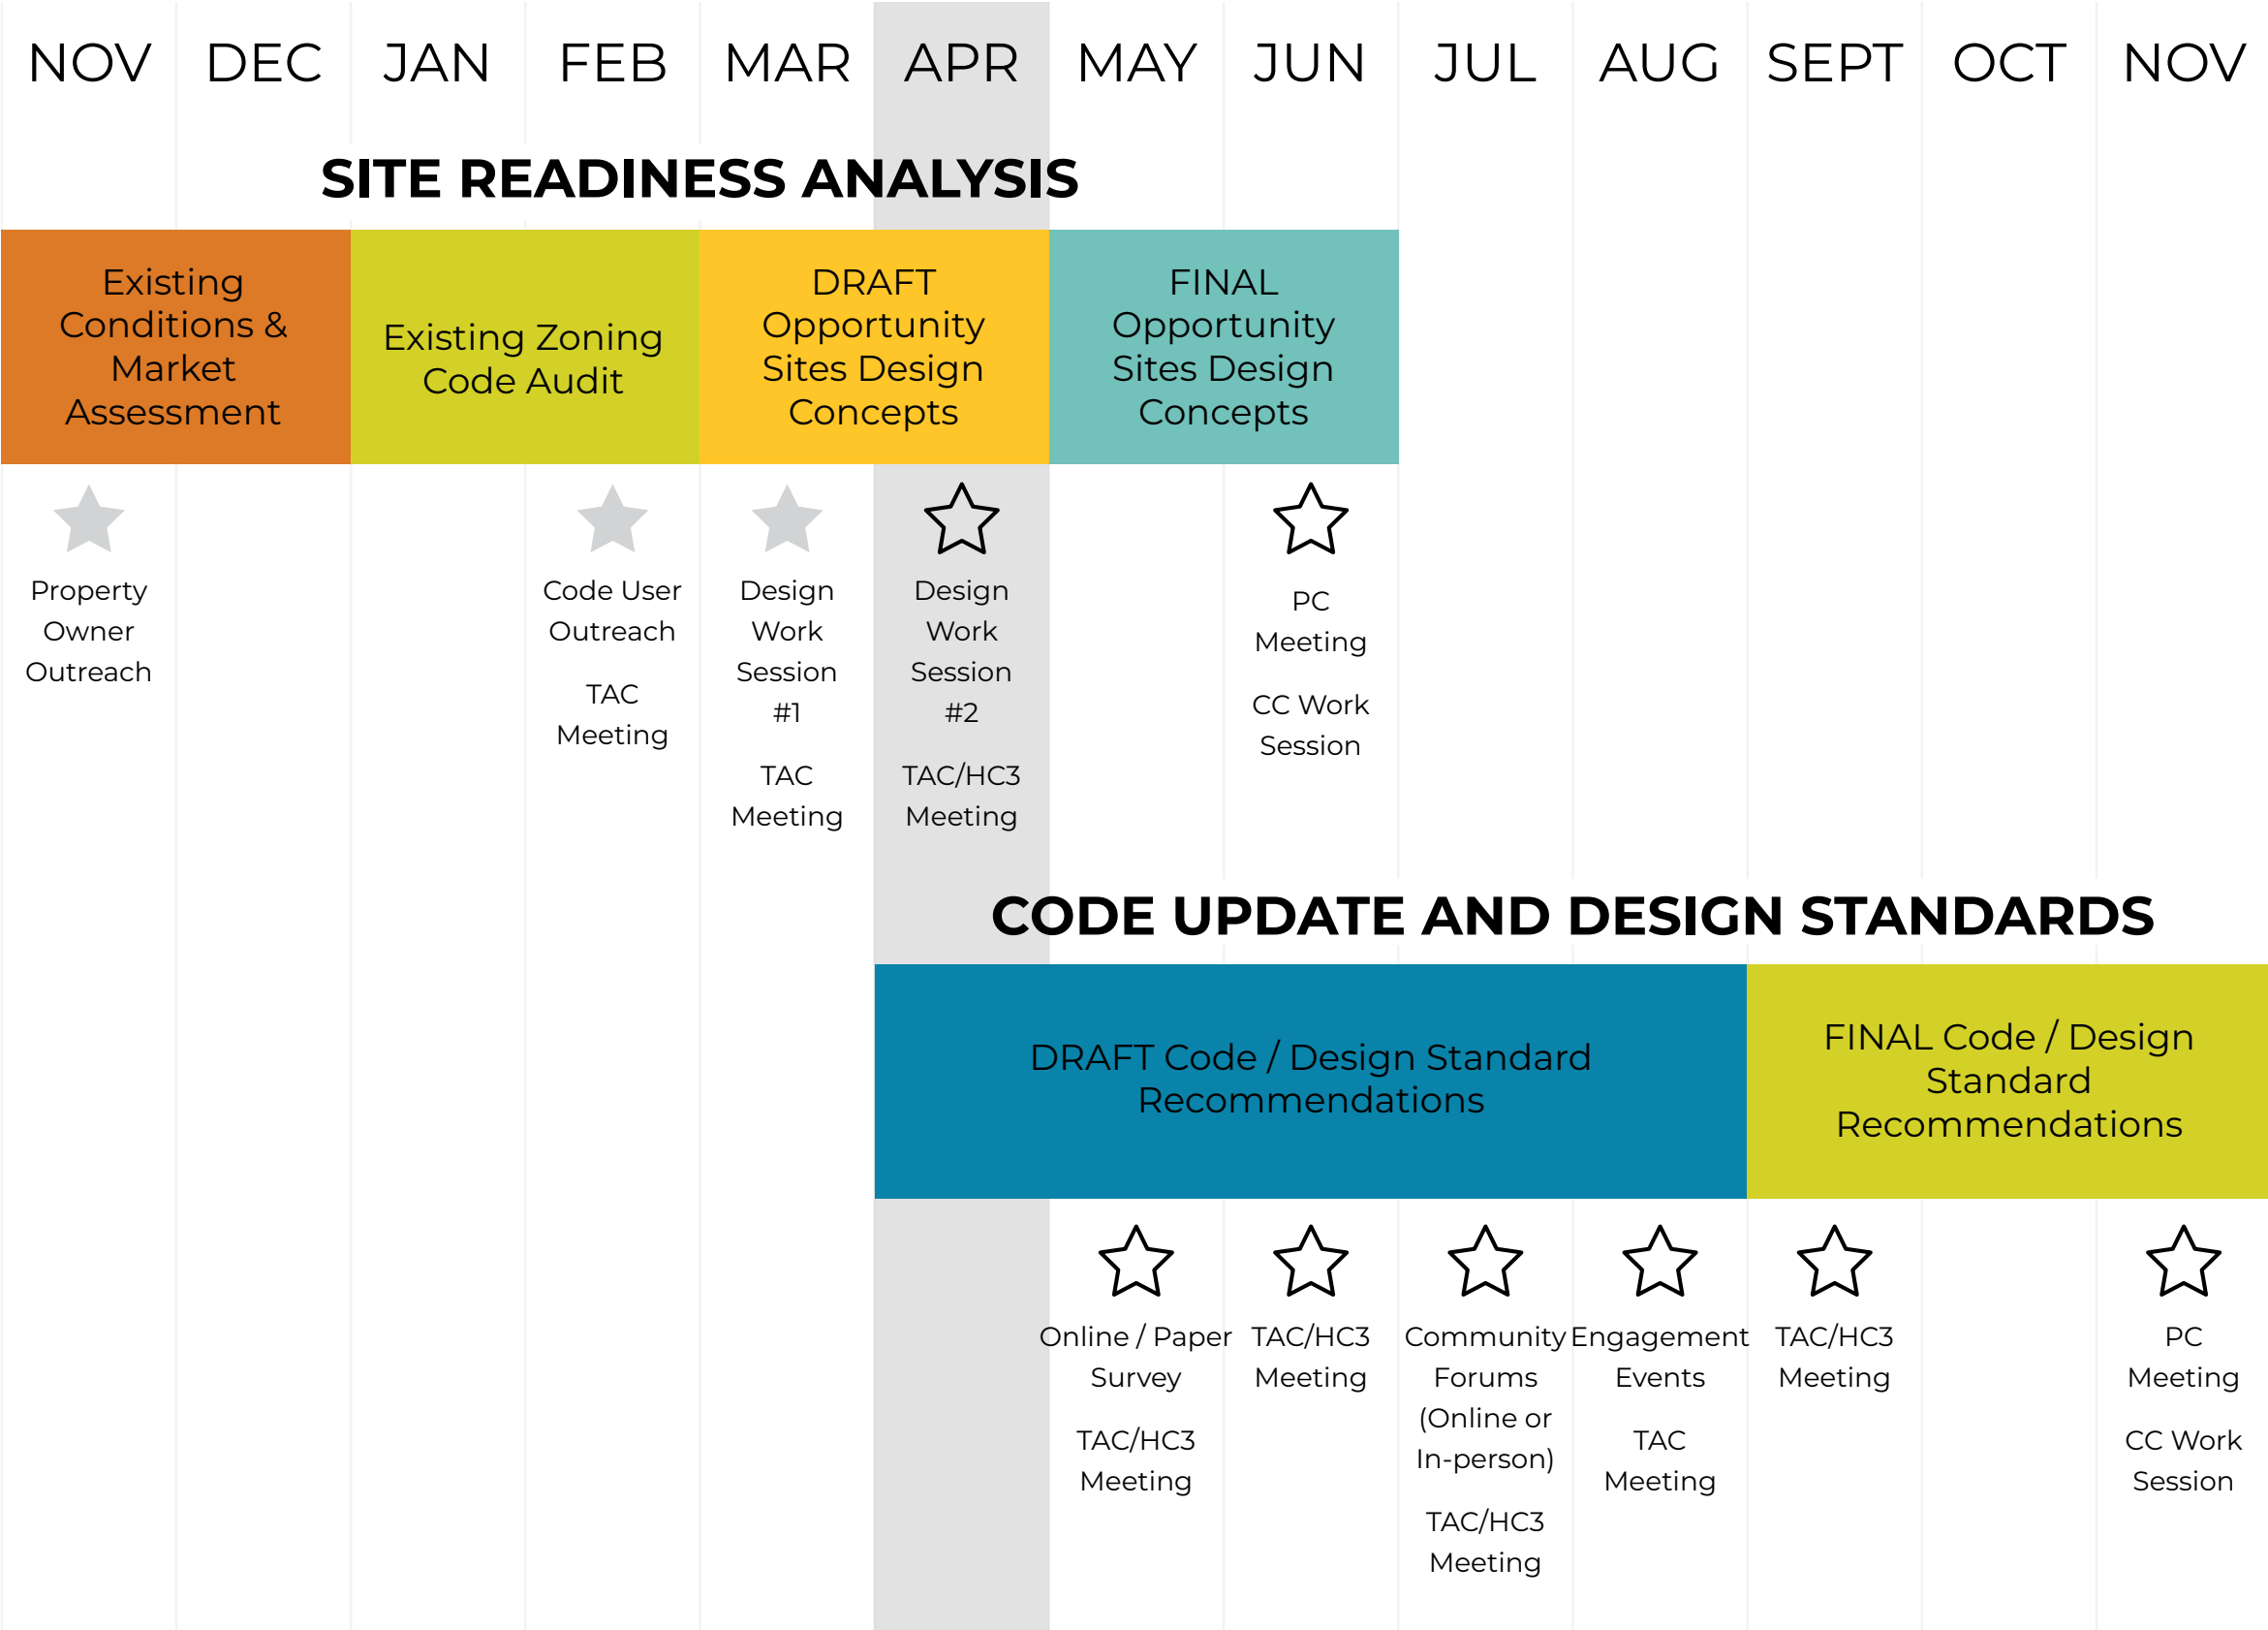 NOV DEC JAN FEB MAR APR MAY JUN JUL AUG SEPT OCT NOV
SITE READINESS ANALYSIS
Existing
Conditions &
Market
Assessment
Existing Zoning
Code Audit
DRAFT
Opportunity
Sites Design
Concepts
FINAL
Opportunity
Sites Design
Concepts
Property
Owner
Outreach
Code User
Outreach
TAC
Meeting
Design
Work
Session
#1
TAC
Meeting
Design
Work
Session
#2
TAC/HC3
Meeting
PC
Meeting
CC Work
Session
CODE UPDATE AND DESIGN STANDARDS
DRAFT Code / Design Standard
Recommendations
FINAL Code / Design
Standard
Recommendations
Online / Paper
Survey
TAC/HC3
Meeting
TAC/HC3
Meeting
Community
Forums
(Online or
In-person)
TAC/HC3
Meeting
Engagement
Events
TAC
Meeting
TAC/HC3
Meeting
PC
Meeting
CC Work
Session